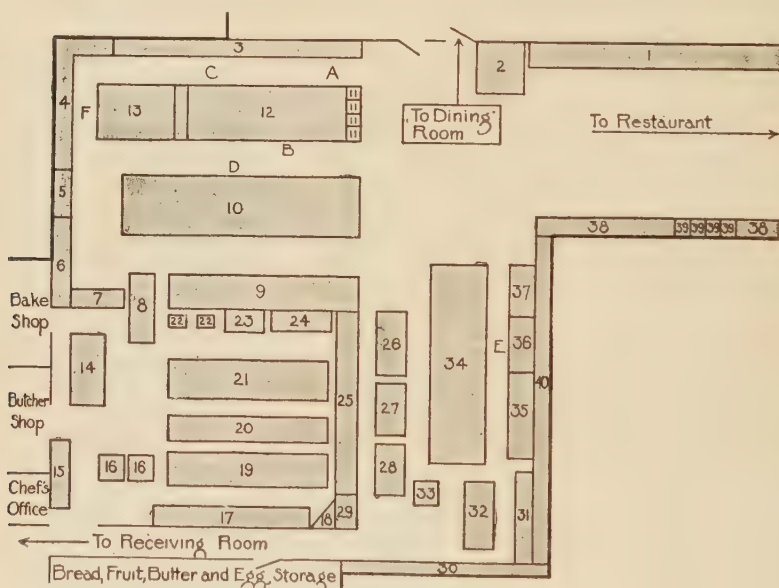 3
C
A
2
1
4
F
13
12
11
11
11
11
To Dining
Room
To Restaurant
B
D
5
10
6
38
39
39
39
39
38
7
8
9
37
Bake
Shop
22
22
23
24
26
34
E
36
40
14
21
25
Butcher
Shop
27
35
20
15
16
16
19
28
33
32
31
Chef's
Office
17
18
29
To Receiving Room
30
Bread, Fruit, Butter and Egg Storage